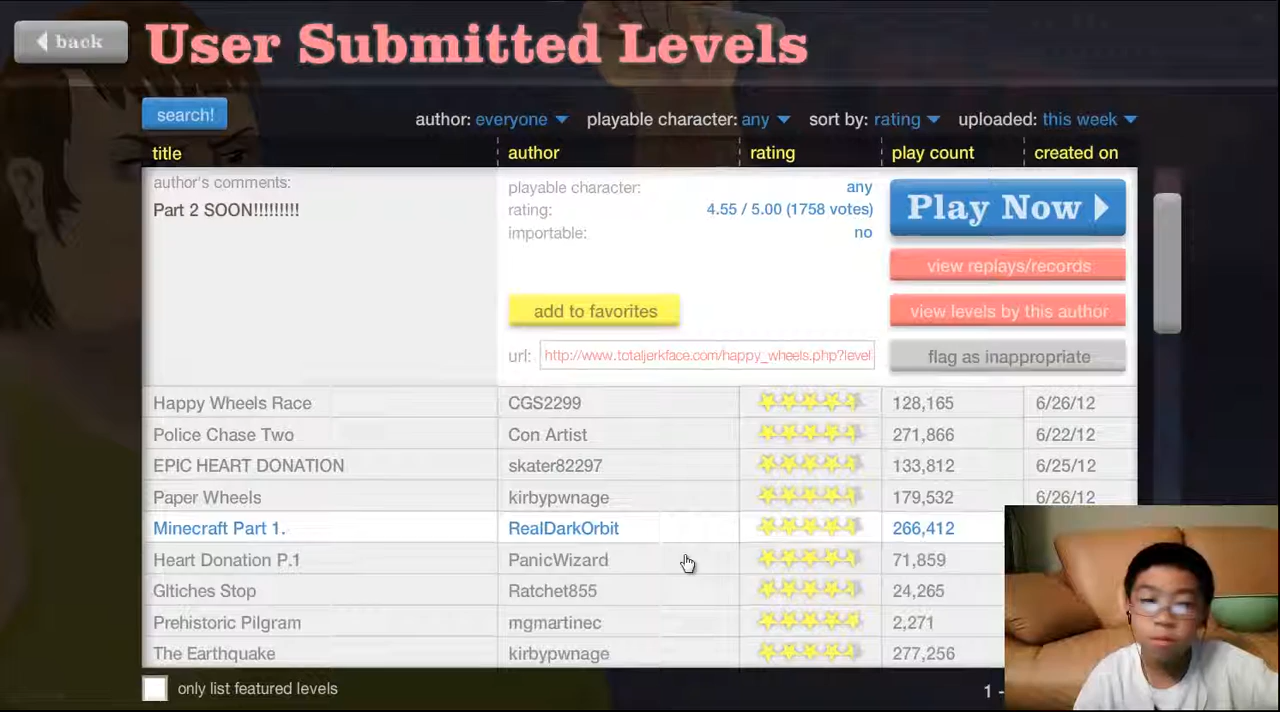 back
User Submitted Levels
search!
author: everyone playable character: any sort by: rating uploaded: this week
title author rating play count created on
author's comments:
Part 2 SOON!!!!!!!!!
playable character: any
rating: 4.55 / 5.00 (1758 votes)
importable: no
add to favorites
url: http://www.totaljerkface.com/happy_wheels.php?level
Play Now
view replays/records
view levels by this author
flag as inappropriate
Happy Wheels Race CGS2299 128,165 6/26/12
Police Chase Two Con Artist 271,866 6/22/12
EPIC HEART DONATION skater82297 133,812 6/25/12
Paper Wheels kirbypwnage 179,532 6/26/12
Minecraft Part 1. RealDarkOrbit 266,412
Heart Donation P.1 PanicWizard 71,859
Gltiches Stop Ratchet855 24,265
Prehistoric Pilgram mgmartinec 2,271
The Earthquake kirbypwnage 277,256
only list featured levels 1 -